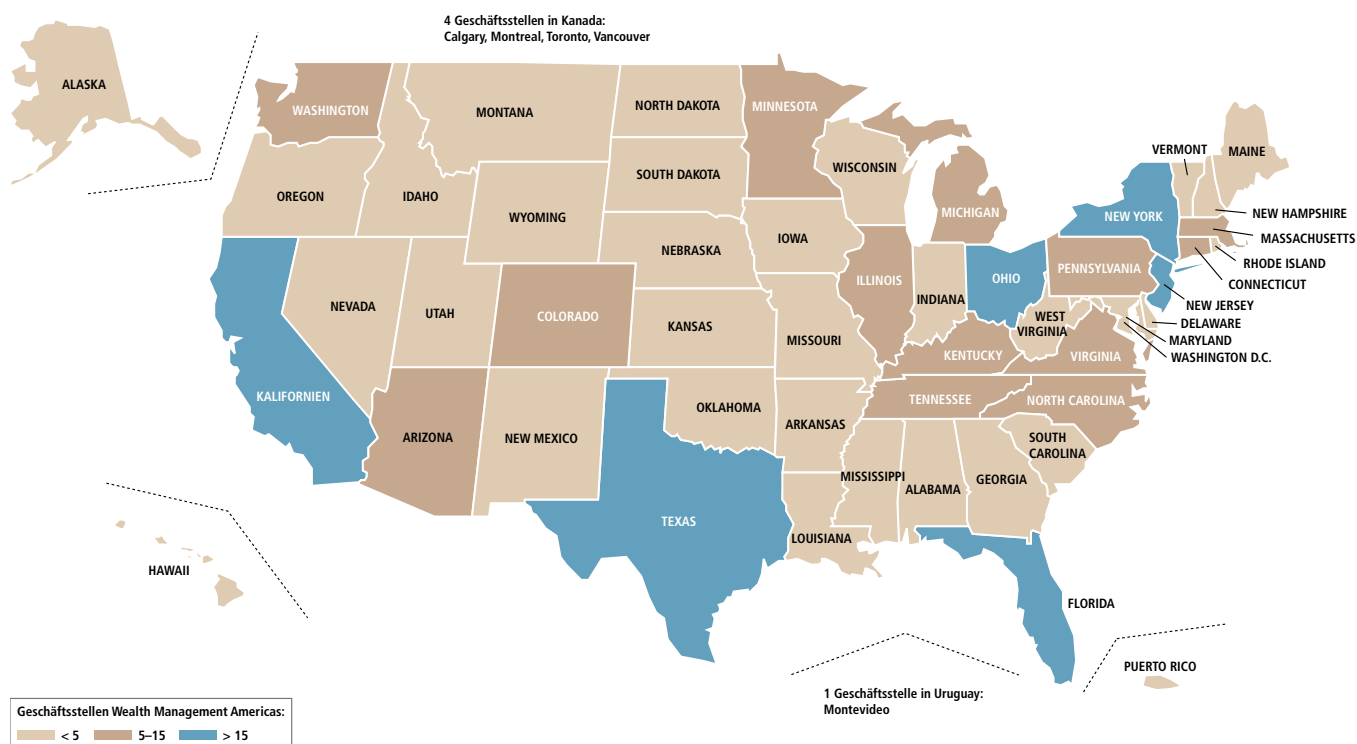 4 Geschäftsstellen in Kanada:
Calgary, Montreal, Toronto, Vancouver
ALASKA
WASHINGTON
MONTANA
NORTH DAKOTA
MINNESOTA
VERMONT
MAINE
OREGON
IDAHO
SOUTH DAKOTA
WISCONSIN
WYOMING
MICHIGAN
NEW YORK
NEW HAMPSHIRE
MASSACHUSETTS
IOWA
NEBRASKA
RHODE ISLAND
PENNSYLVANIA
CONNECTICUT
NEVADA
UTAH
COLORADO
ILLINOIS
INDIANA
OHIO
NEW JERSEY
KANSAS
MISSOURI
WEST
VIRGINIA
DELAWARE
MARYLAND
WASHINGTON D.C.
KENTUCKY
VIRGINIA
KALIFORNIEN
TENNESSEE
NORTH CAROLINA
ARIZONA
NEW MEXICO
OKLAHOMA
ARKANSAS
SOUTH
CAROLINA
MISSISSIPPI
ALABAMA
GEORGIA
TEXAS
LOUISIANA
HAWAII
FLORIDA
PUERTO RICO
1 Geschäftsstelle in Uruguay:
Montevideo
Geschäftsstellen Wealth Management Americas:
< 5 5–15 > 15